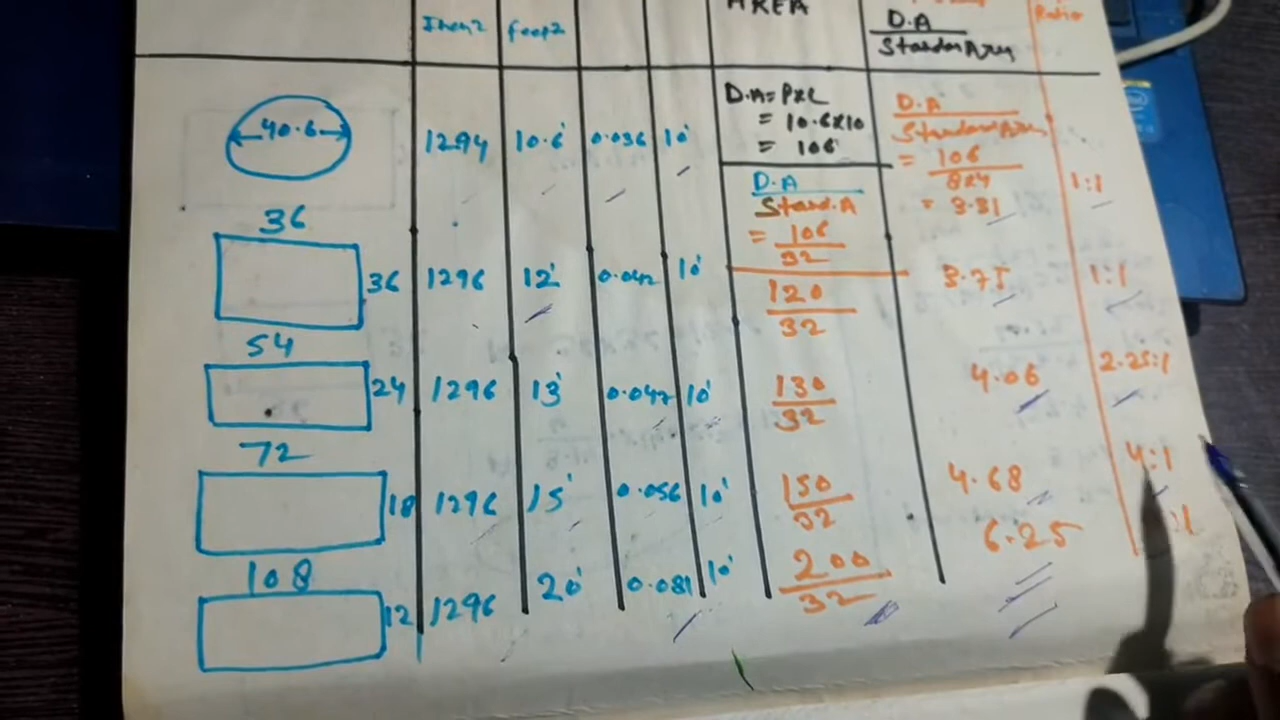 AREA
D.A
Inch2 feet2 Standar Area Ratio
D.A = PxL D.A
40.6 = 10.6x10 Standard Area
1294 10.6' 0.036 10' = 106 = 106
8x4 1:1
D.A = 3.31
36 Stand.A
= 106
32
36 1296 12' 0.042 10' 3.75 1:1
120
32
54
24 1296 13' 0.047 10' 130 4.06 2.25:1
32
72
18 1296 15' 0.056 10' 150 4.68 4:1
32
108 6.25
12 1296 20' 0.081 10' 200
32